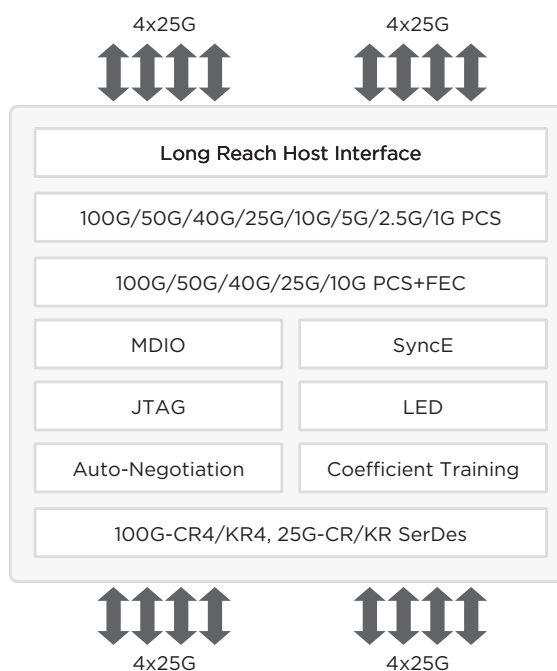 4x25G 4x25G
Long Reach Host Interface
100G/50G/40G/25G/10G/5G/2.5G/1G PCS
100G/50G/40G/25G/10G PCS+FEC
MDIO SyncE
JTAG LED
Auto-Negotiation Coefficient Training
100G-CR4/KR4, 25G-CR/KR SerDes
4x25G 4x25G